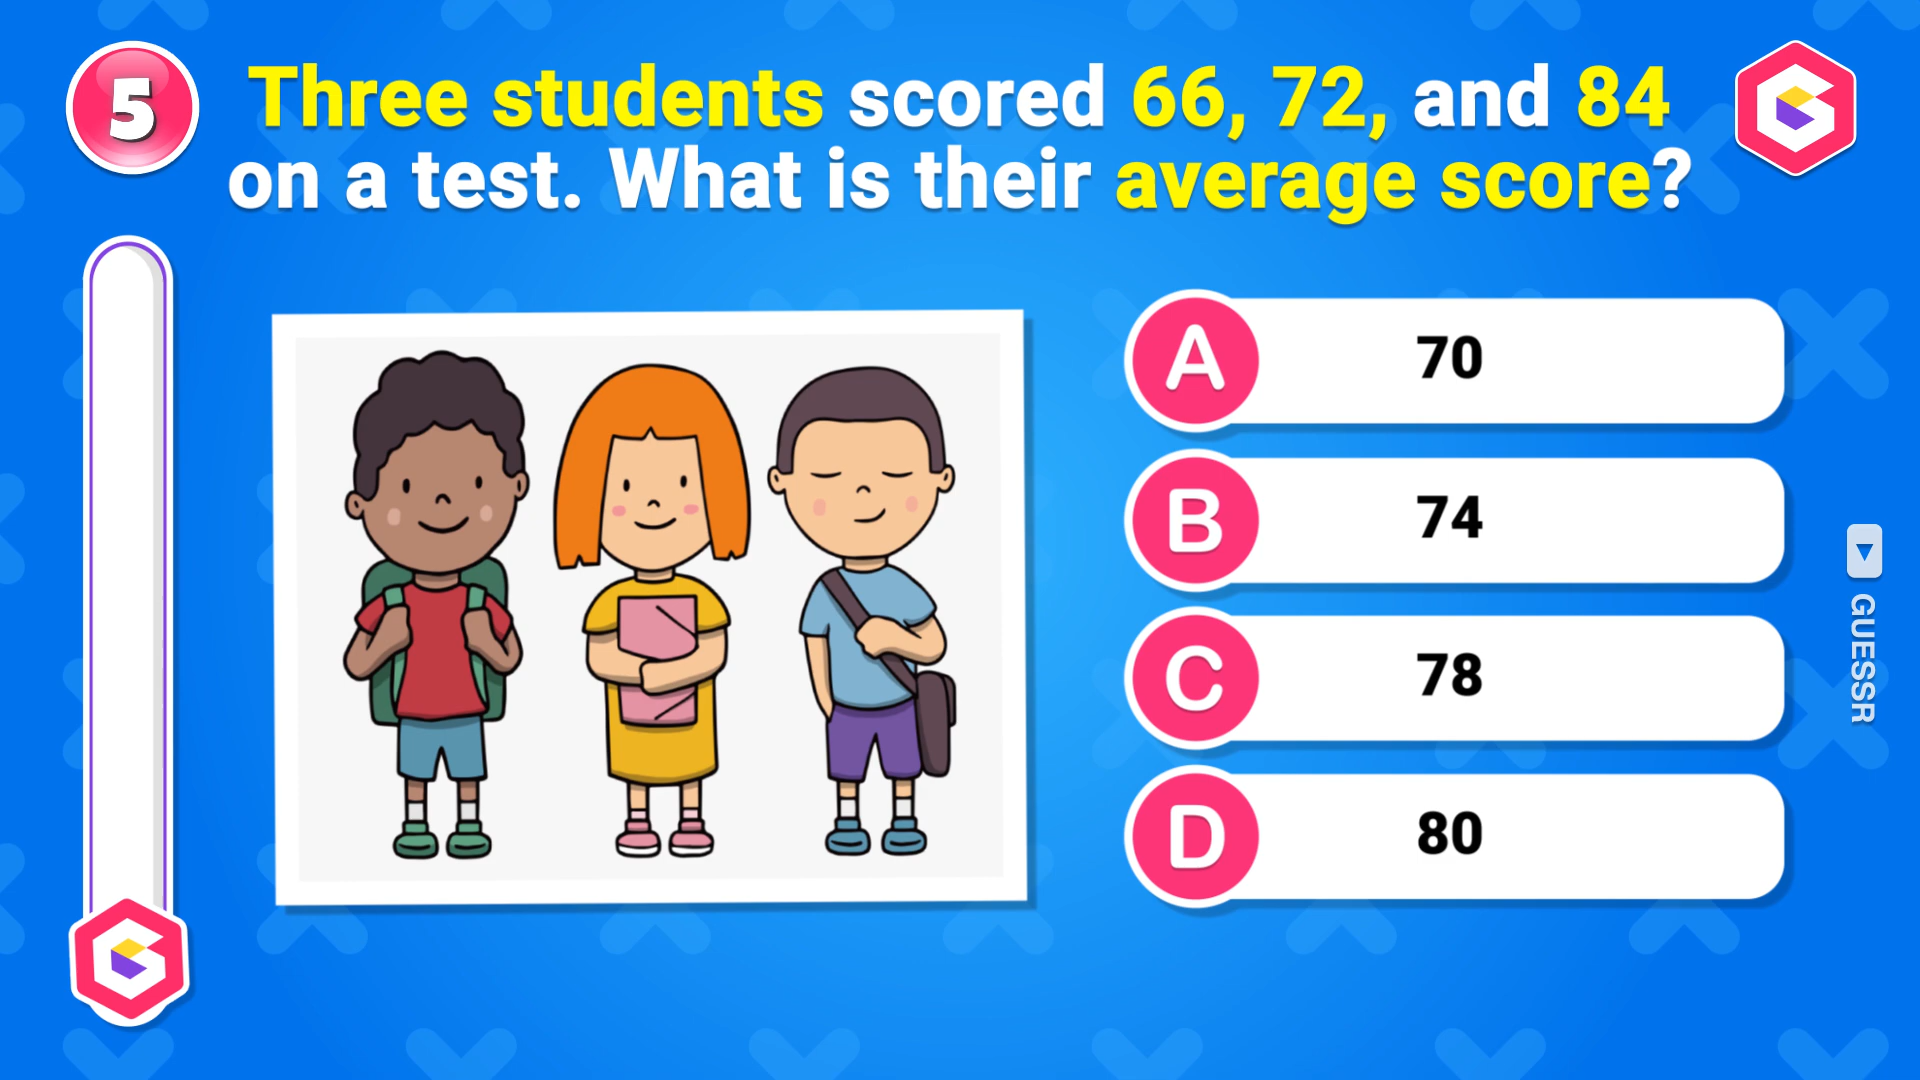 5
Three students scored 66, 72, and 84
on a test. What is their average score?
A 70
B 74
C 78
D 80
GUESSR